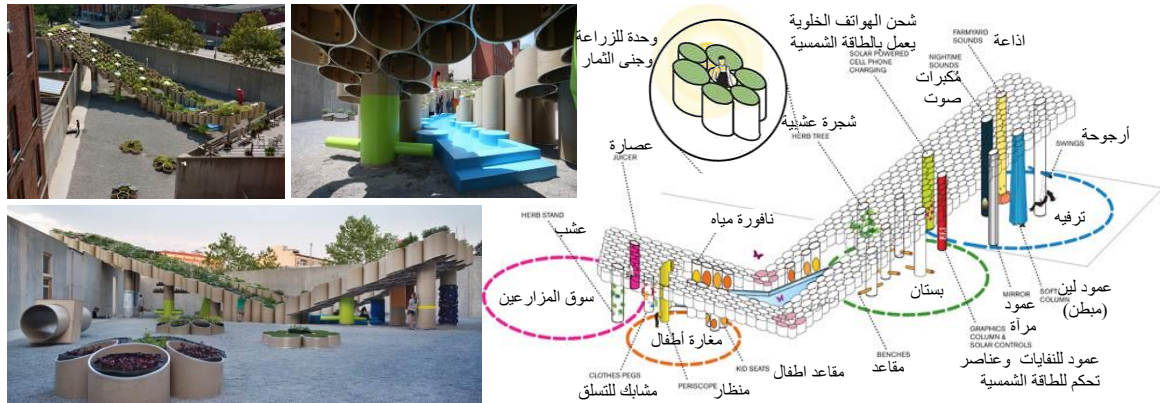 وحدة للزراعة
وجنى الثمار
شحن الهواتف الخلوية
يعمل بالطاقة الشمسية
SOLAR POWERED
CELL PHONE
CHARGING
FARMYARD
SOUNDS
اذاعة
NIGHTIME
SOUNDS
مُكبرات
صوت
شجرة عشبية
HERB TREE
عصارة
JUICER
أرجوحة
SWINGS
HERB STAND
عشب
نافورة مياه
ترفيه
سوق المزارعين
بستان
مغارة أطفال
MIRROR
عمود
مرآة
SOFT
COLUMN
عمود لين
(مبطن)
GRAPHICS
COLUMN &
SOLAR CONTROLS
عمود للنفايات وعناصر
تحكم للطاقة الشمسية
BENCHES
مقاعد
KID SEATS
مقاعد اطفال
PERISCOPE
منظار
CLOTHES PEGS
مشابك للتسلق